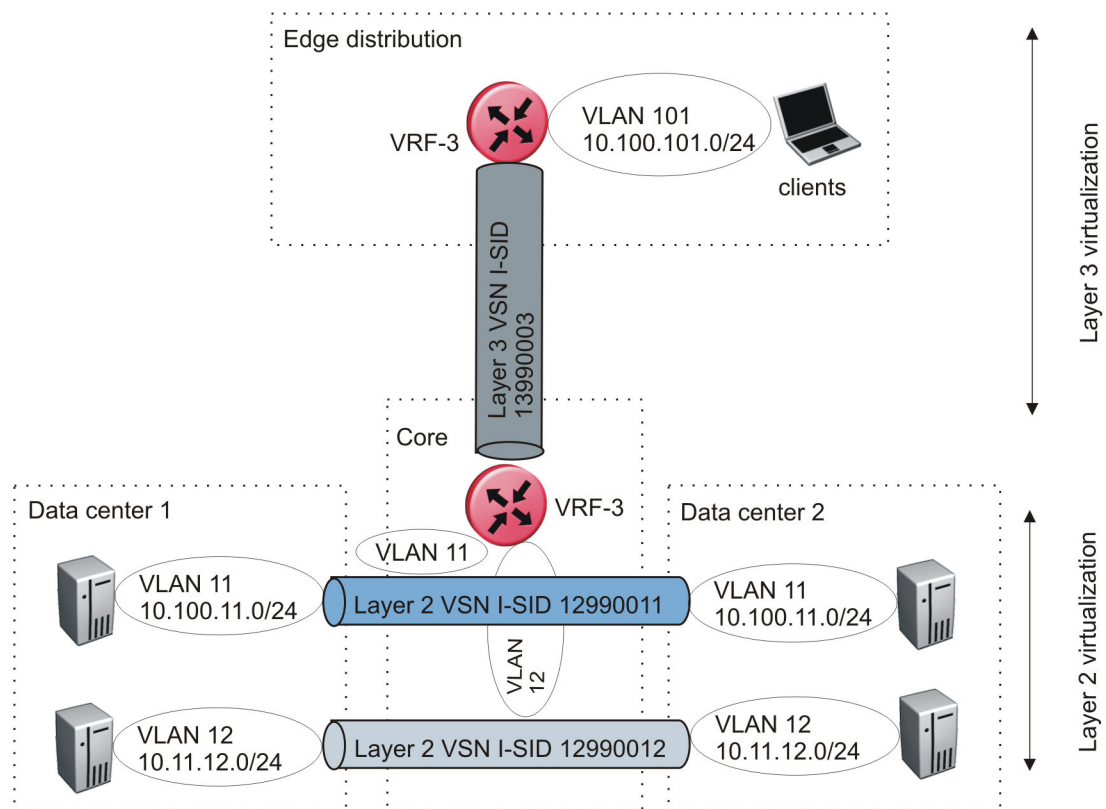 Edge distribution
VRF-3
VLAN 101
10.100.101.0/24
clients
Layer 3 VSN I-SID
13990003
Layer 3 virtualization
Core
VRF-3
Data center 1
Data center 2
VLAN 11
VLAN 11
10.100.11.0/24
Layer 2 VSN I-SID 12990011
VLAN 11
10.100.11.0/24
VLAN
12
VLAN 12
10.11.12.0/24
Layer 2 VSN I-SID 12990012
VLAN 12
10.11.12.0/24
Layer 2 virtualization